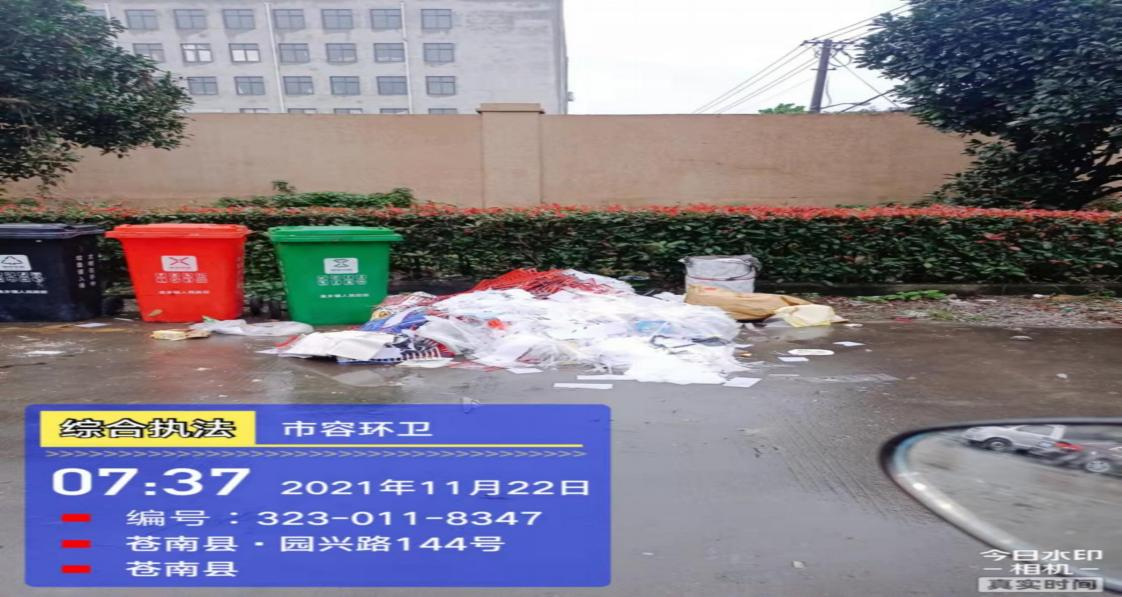 综合执法 市容环卫
07:37 2021年11月22日
编号：323-011-8347
苍南县·园兴路144号
苍南县
今日水印
-相机-
真实时间